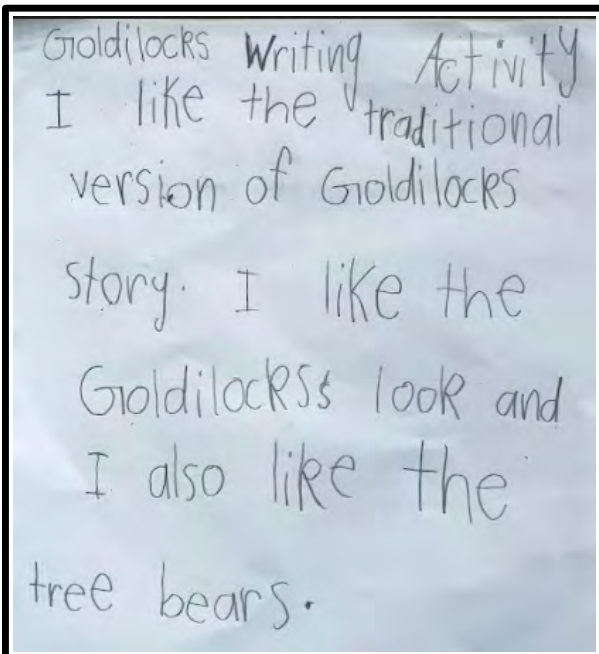 Goldilocks Writing Activity
I like the traditional
version of Goldilocks
story. I like the
Goldilockss look and
I also like the
tree bears.